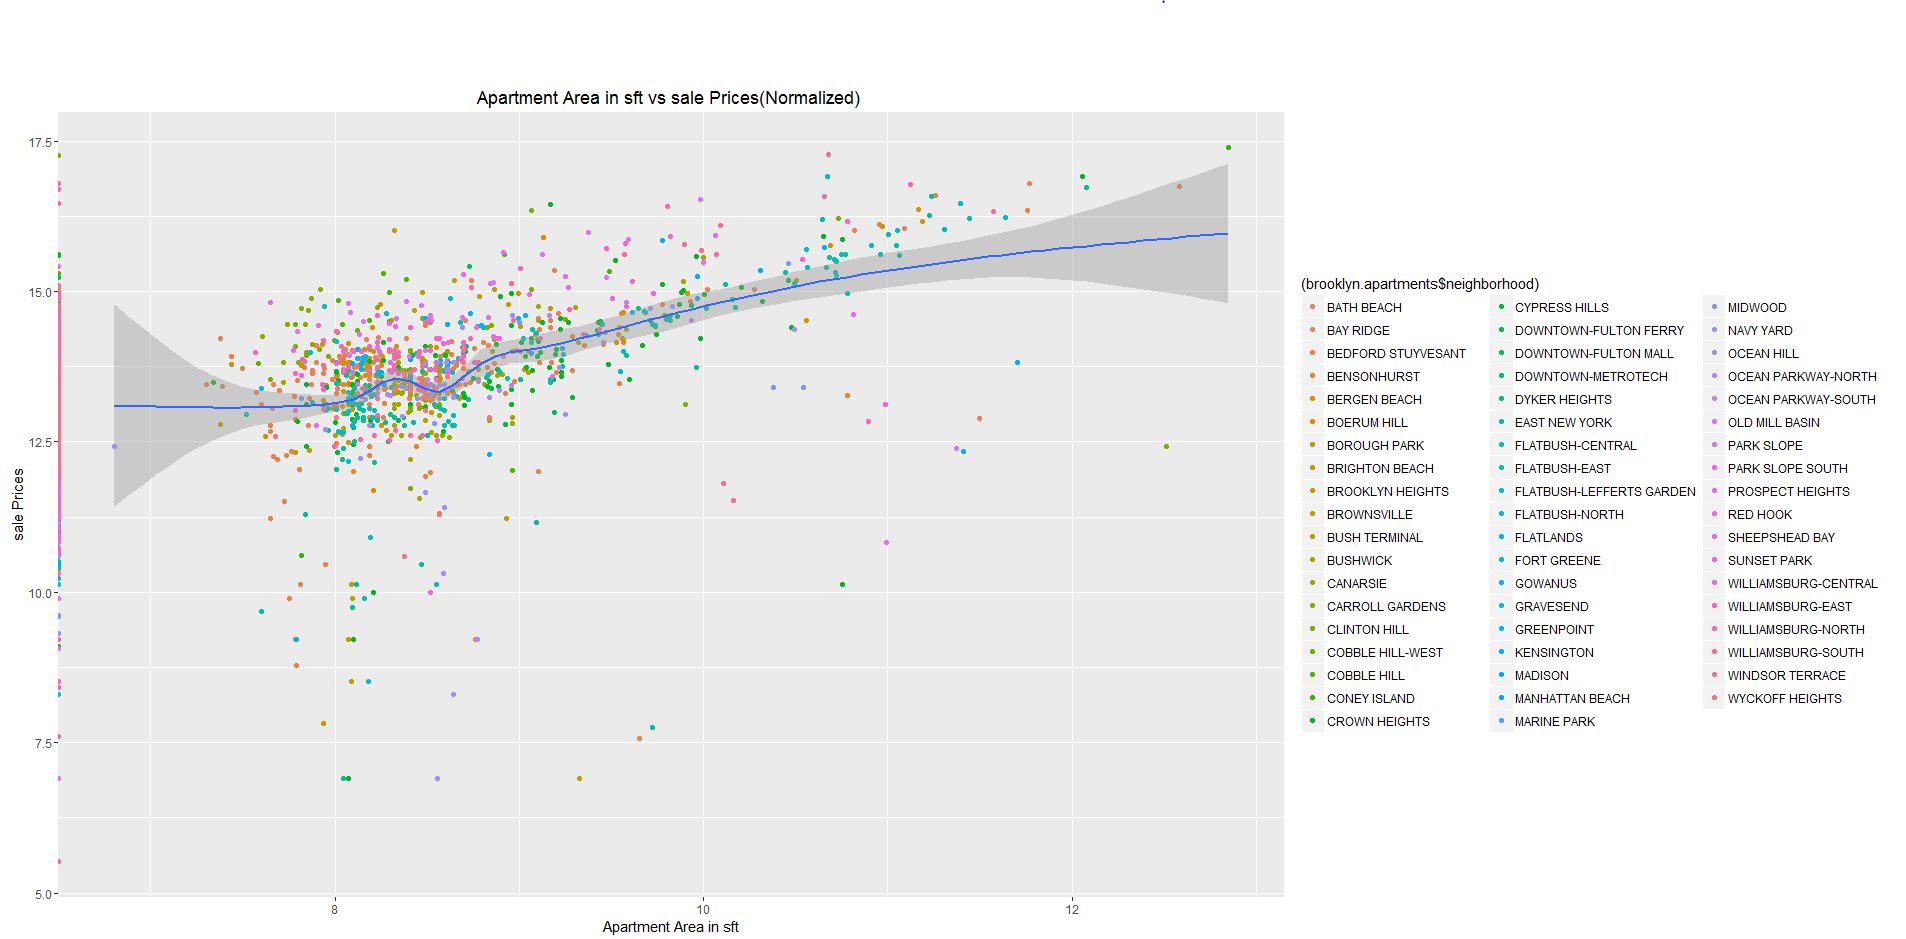 Apartment Area in sft vs sale Prices(Normalized)
17.5
15.0
12.5
10.0
7.5
5.0
sale Prices
8
10
12
Apartment Area in sft
(brooklyn.apartments$neighborhood)
BATH BEACH
BAY RIDGE
BEDFORD STUYVESANT
BENSONHURST
BERGEN BEACH
BOERUM HILL
BOROUGH PARK
BRIGHTON BEACH
BROOKLYN HEIGHTS
BROWNSVILLE
BUSH TERMINAL
BUSHWICK
CANARSIE
CARROLL GARDENS
CLINTON HILL
COBBLE HILL-WEST
COBBLE HILL
CONEY ISLAND
CROWN HEIGHTS
CYPRESS HILLS
DOWNTOWN-FULTON FERRY
DOWNTOWN-FULTON MALL
DOWNTOWN-METROTECH
DYKER HEIGHTS
EAST NEW YORK
FLATBUSH-CENTRAL
FLATBUSH-EAST
FLATBUSH-LEFFERTS GARDEN
FLATBUSH-NORTH
FLATLANDS
FORT GREENE
GOWANUS
GRAVESEND
GREENPOINT
KENSINGTON
MADISON
MANHATTAN BEACH
MARINE PARK
MIDWOOD
NAVY YARD
OCEAN HILL
OCEAN PARKWAY-NORTH
OCEAN PARKWAY-SOUTH
OLD MILL BASIN
PARK SLOPE
PARK SLOPE SOUTH
PROSPECT HEIGHTS
RED HOOK
SHEEPSHEAD BAY
SUNSET PARK
WILLIAMSBURG-CENTRAL
WILLIAMSBURG-EAST
WILLIAMSBURG-NORTH
WILLIAMSBURG-SOUTH
WINDSOR TERRACE
WYCKOFF HEIGHTS